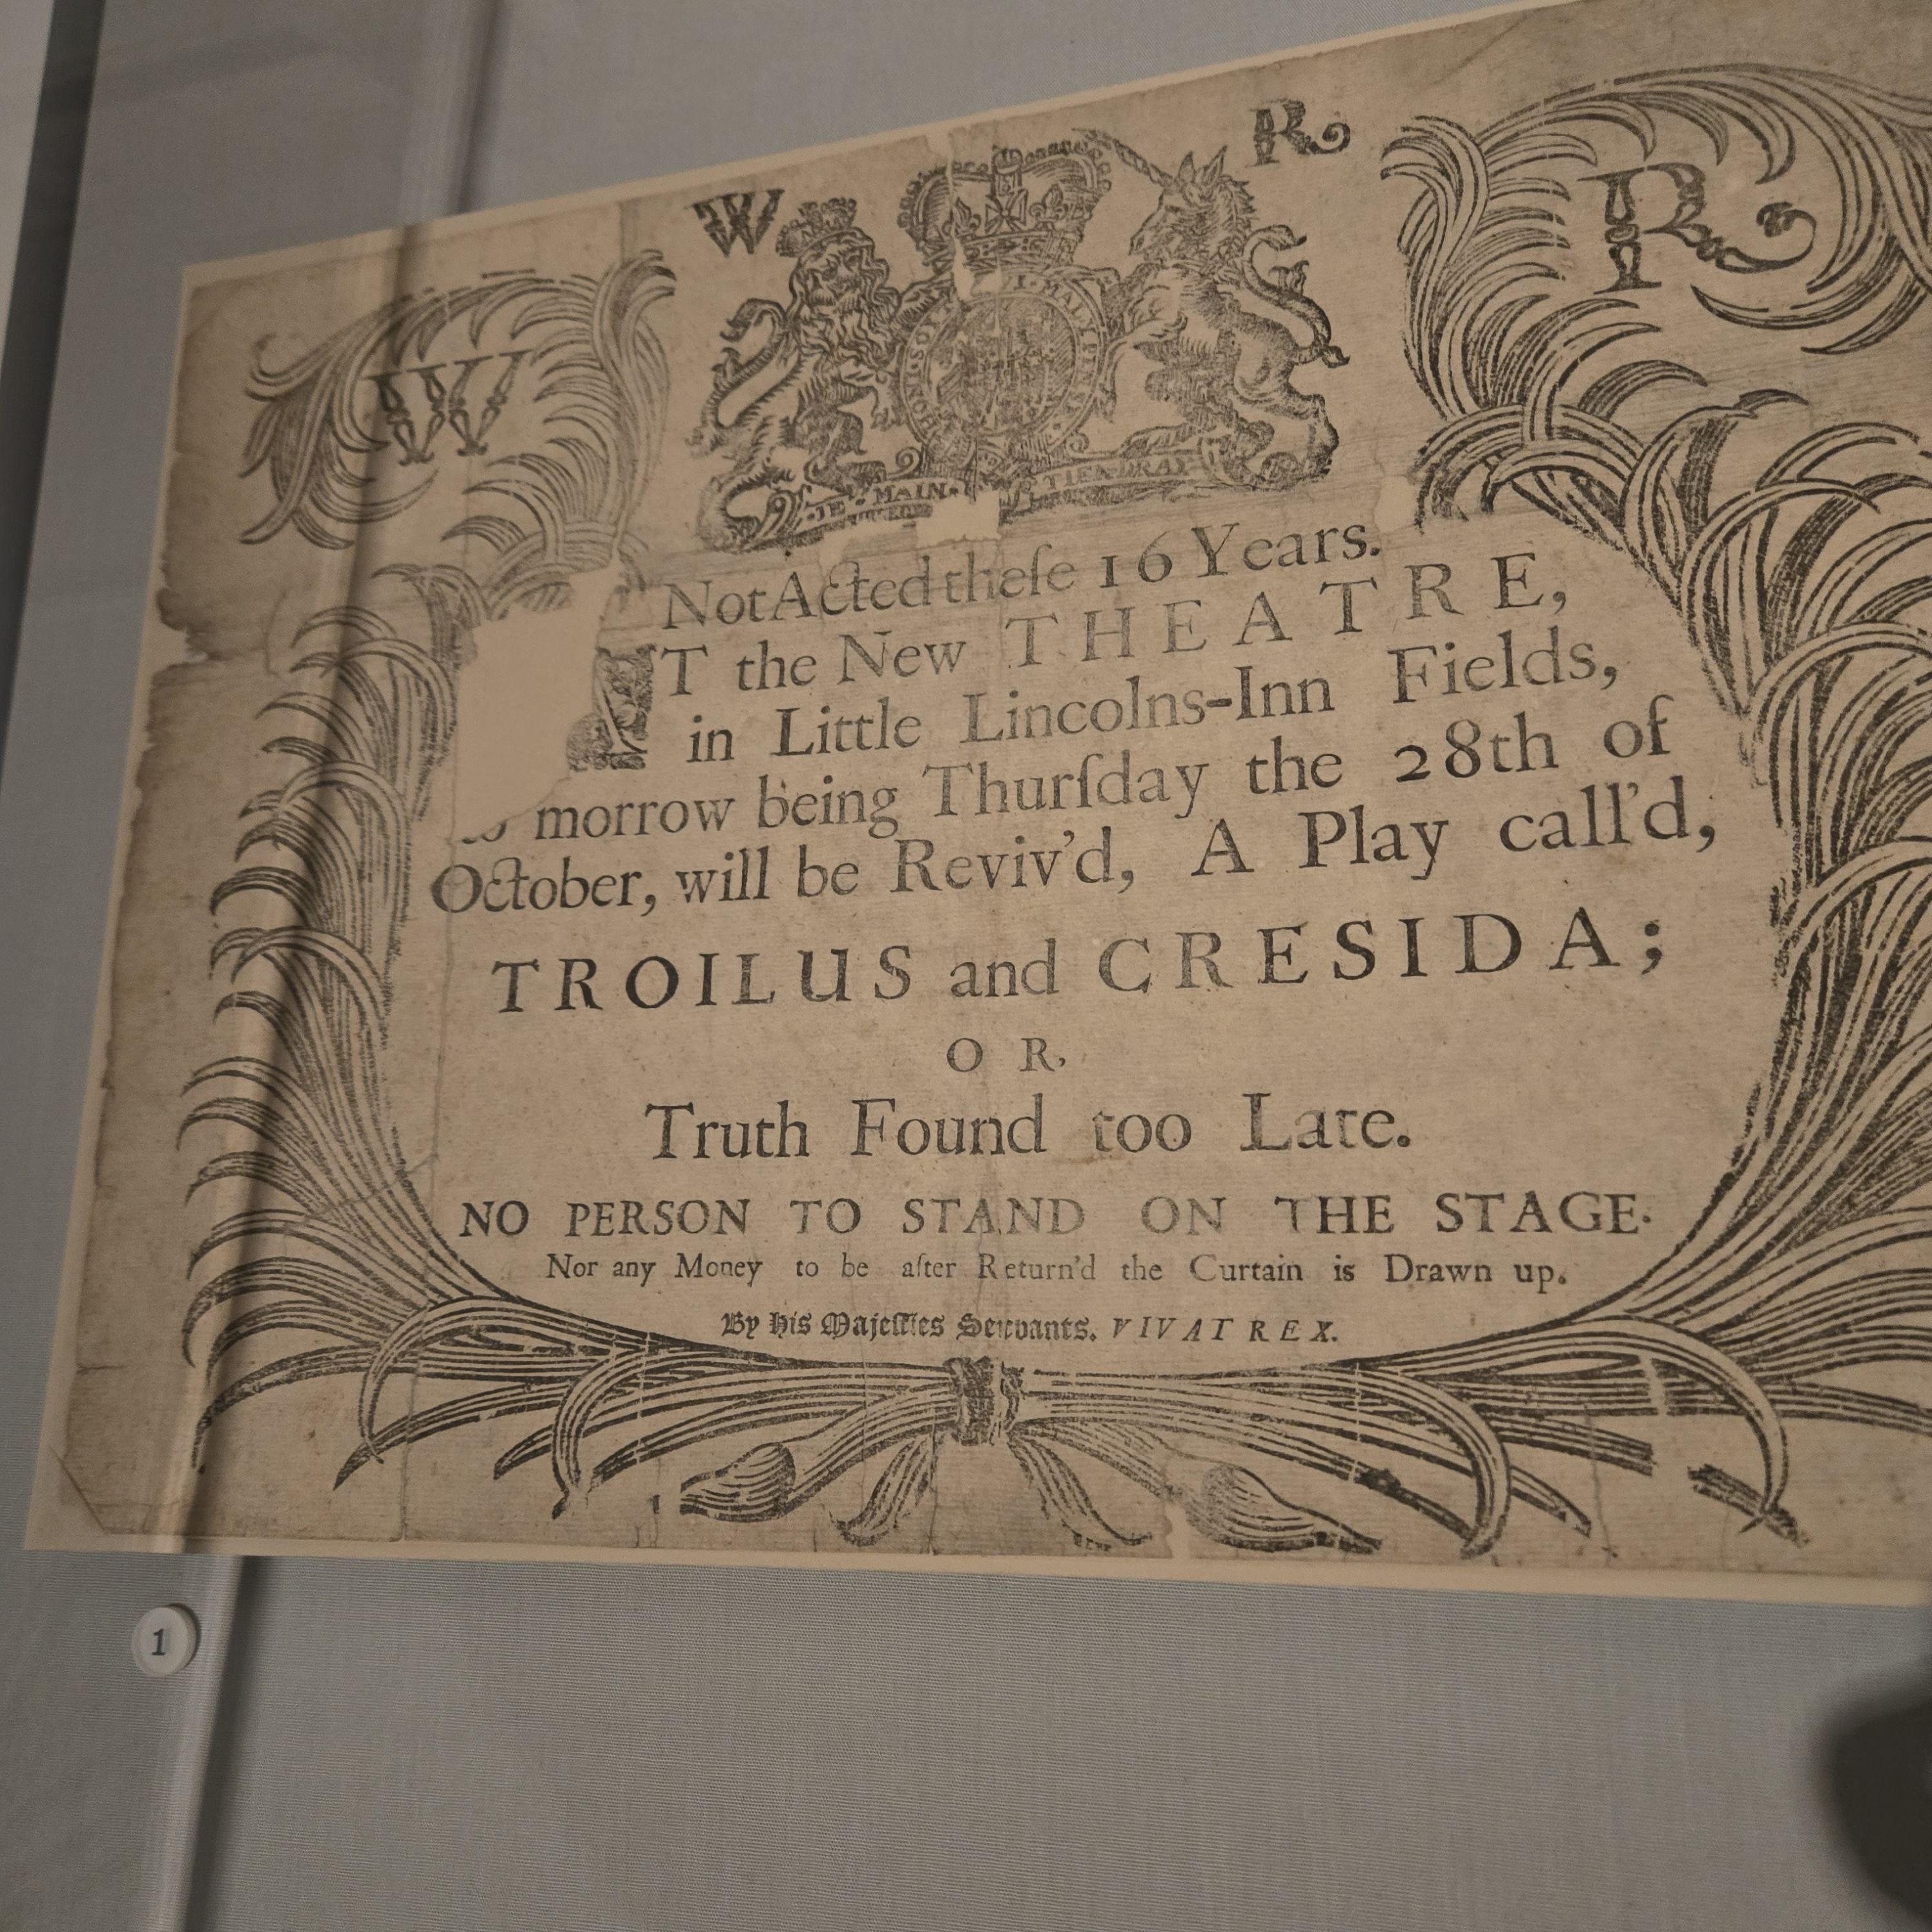 W R
W R
HONI SOIT
JE MAIN TIENDRAY
Not Acted theſe 16 Years.
T the New THEATRE,
in Little Lincolns-Inn Fields,
morrow being Thurſday the 28th of
October, will be Reviv'd, A Play call'd,
TROILUS and CRESIDA;
OR,
Truth Found too Late.
NO PERSON TO STAND ON THE STAGE.
Nor any Money to be after Return'd the Curtain is Drawn up.
By His Majeſties Servants. VIVAT REX.
1